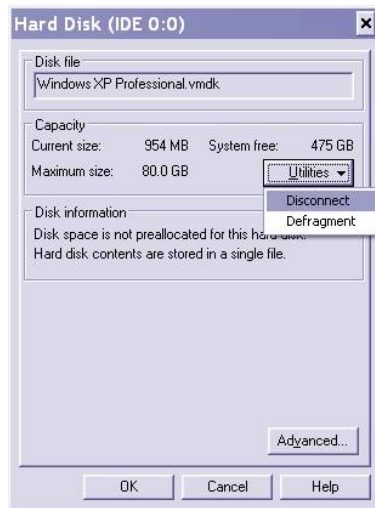 Hard Disk (IDE 0:0)
Disk file
Windows XP Professional.vmdk
Capacity
Current size: 954 MB System free: 475 GB
Maximum size: 80.0 GB Utilities
Disconnect
Defragment
Disk information
Disk space is not preallocated for this hard disk.
Hard disk contents are stored in a single file.
Advanced...
OK Cancel Help